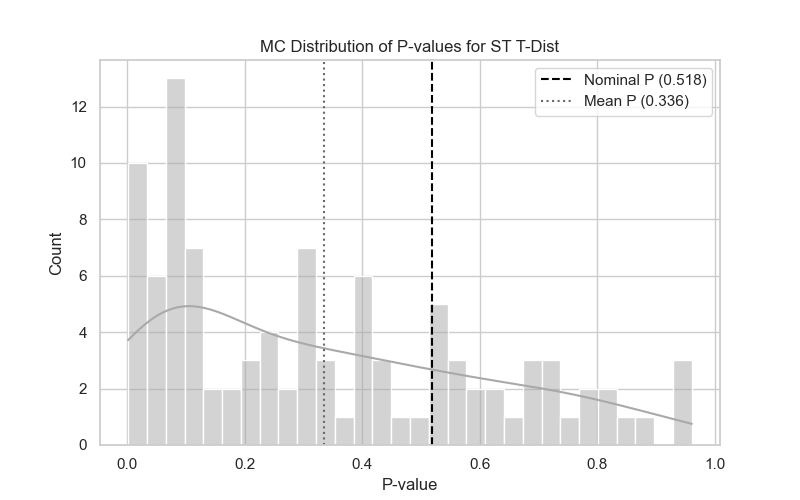 MC Distribution of P-values for ST T-Dist
Nominal P (0.518)
Mean P (0.336)
Count
12
10
8
6
4
2
0
0.0 0.2 0.4 0.6 0.8 1.0
P-value